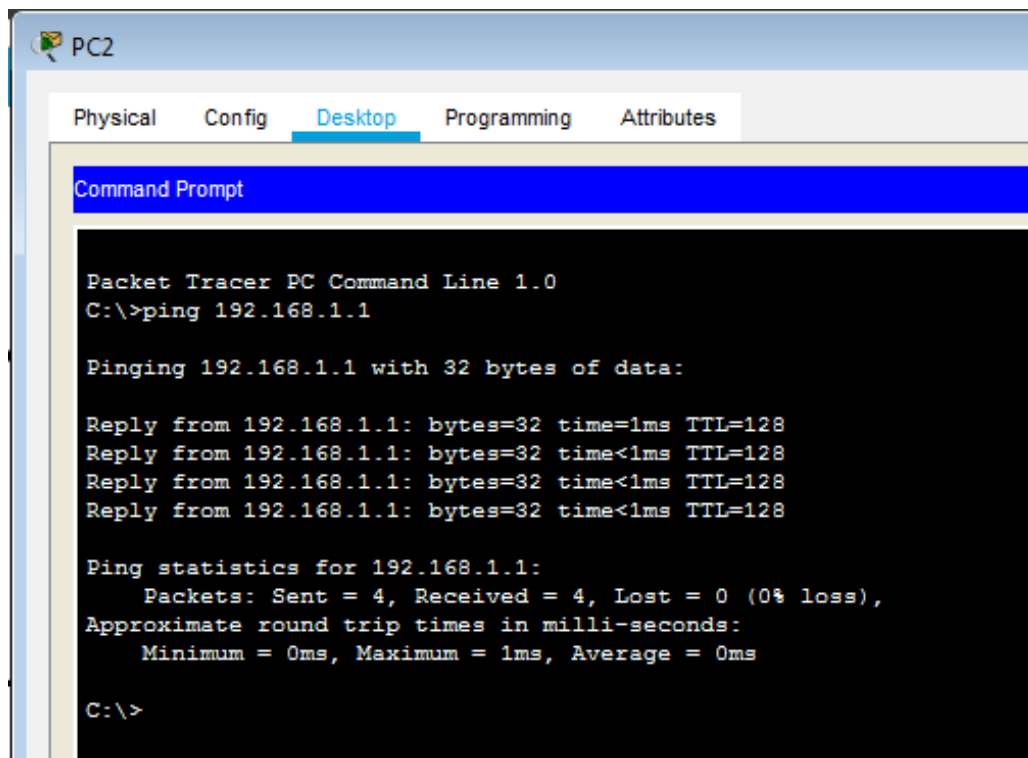 PC2
Physical Config Desktop Programming Attributes
Command Prompt
Packet Tracer PC Command Line 1.0
C:\>ping 192.168.1.1
Pinging 192.168.1.1 with 32 bytes of data:
Reply from 192.168.1.1: bytes=32 time=1ms TTL=128
Reply from 192.168.1.1: bytes=32 time<1ms TTL=128
Reply from 192.168.1.1: bytes=32 time<1ms TTL=128
Reply from 192.168.1.1: bytes=32 time<1ms TTL=128
Ping statistics for 192.168.1.1:
Packets: Sent = 4, Received = 4, Lost = 0 (0% loss),
Approximate round trip times in milli-seconds:
Minimum = 0ms, Maximum = 1ms, Average = 0ms
C:\>